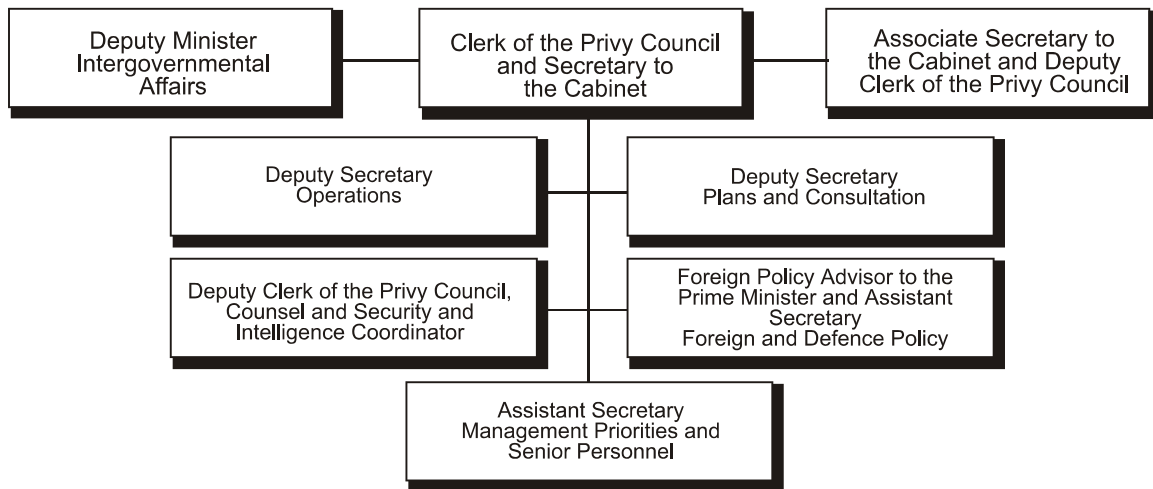 Deputy Minister
Intergovernmental
Affairs
Clerk of the Privy Council
and Secretary to
the Cabinet
Associate Secretary to
the Cabinet and Deputy
Clerk of the Privy Council
Deputy Secretary
Operations
Deputy Secretary
Plans and Consultation
Deputy Clerk of the Privy Council,
Counsel and Security and
Intelligence Coordinator
Foreign Policy Advisor to the
Prime Minister and Assistant
Secretary
Foreign and Defence Policy
Assistant Secretary
Management Priorities and
Senior Personnel